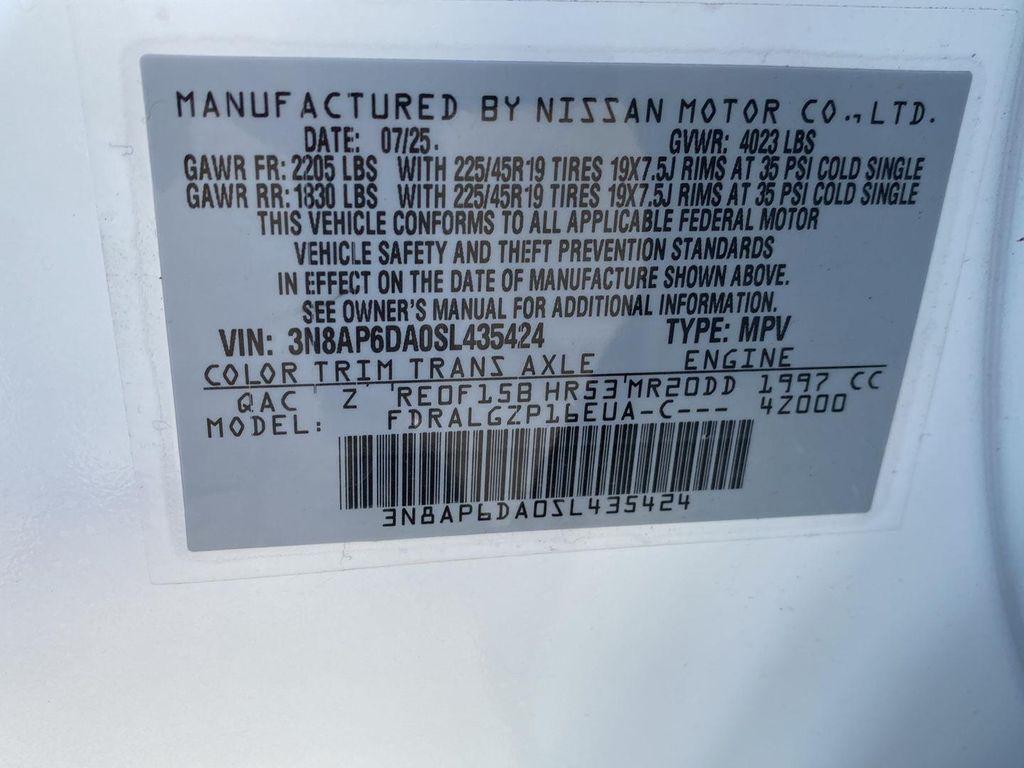 MANUFACTURED BY NISSAN MOTOR CO., LTD.
DATE: 07/25. GVWR: 4023 LBS
GAWR FR: 2205 LBS WITH 225/45R19 TIRES 19X7.5J RIMS AT 35 PSI COLD SINGLE
GAWR RR: 1830 LBS WITH 225/45R19 TIRES 19X7.5J RIMS AT 35 PSI COLD SINGLE
THIS VEHICLE CONFORMS TO ALL APPLICABLE FEDERAL MOTOR
VEHICLE SAFETY AND THEFT PREVENTION STANDARDS
IN EFFECT ON THE DATE OF MANUFACTURE SHOWN ABOVE.
SEE OWNER'S MANUAL FOR ADDITIONAL INFORMATION.
VIN: 3N8AP6DA0SL435424 TYPE: MPV
COLOR TRIM TRANS AXLE ENGINE
QAC Z RE0F15B HR53 MR20DD 1997 CC
MODEL: FDRALGZP16EUA-C--- 4Z000
3N8AP6DA0SL435424